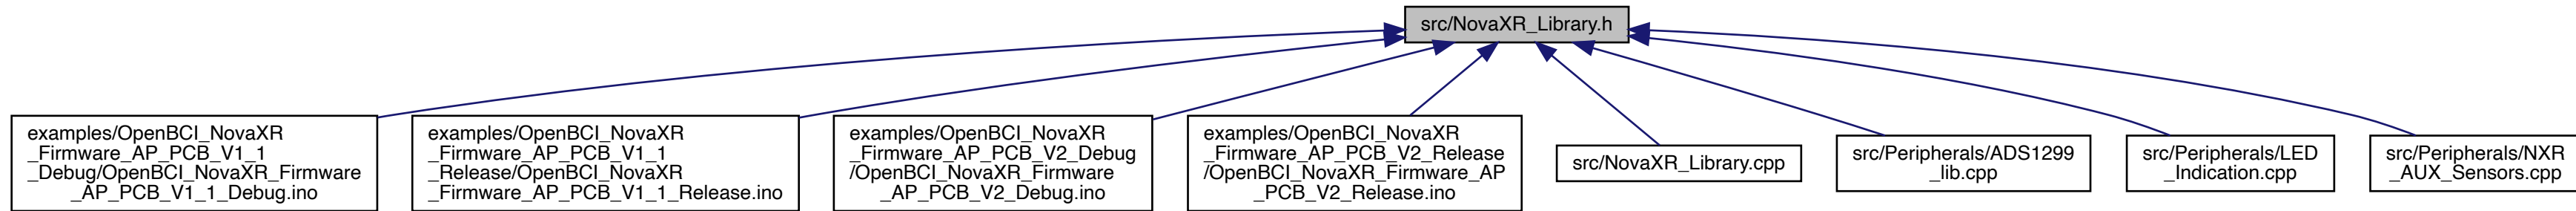 src/NovaXR_Library.h
examples/OpenBCI_NovaXR
_Firmware_AP_PCB_V1_1
_Debug/OpenBCI_NovaXR_Firmware
_AP_PCB_V1_1_Debug.ino
examples/OpenBCI_NovaXR
_Firmware_AP_PCB_V1_1
_Release/OpenBCI_NovaXR
_Firmware_AP_PCB_V1_1_Release.ino
examples/OpenBCI_NovaXR
_Firmware_AP_PCB_V2_Debug
/OpenBCI_NovaXR_Firmware
_AP_PCB_V2_Debug.ino
examples/OpenBCI_NovaXR
_Firmware_AP_PCB_V2_Release
/OpenBCI_NovaXR_Firmware_AP
_PCB_V2_Release.ino
src/NovaXR_Library.cpp
src/Peripherals/ADS1299
_lib.cpp
src/Peripherals/LED
_Indication.cpp
src/Peripherals/NXR
_AUX_Sensors.cpp